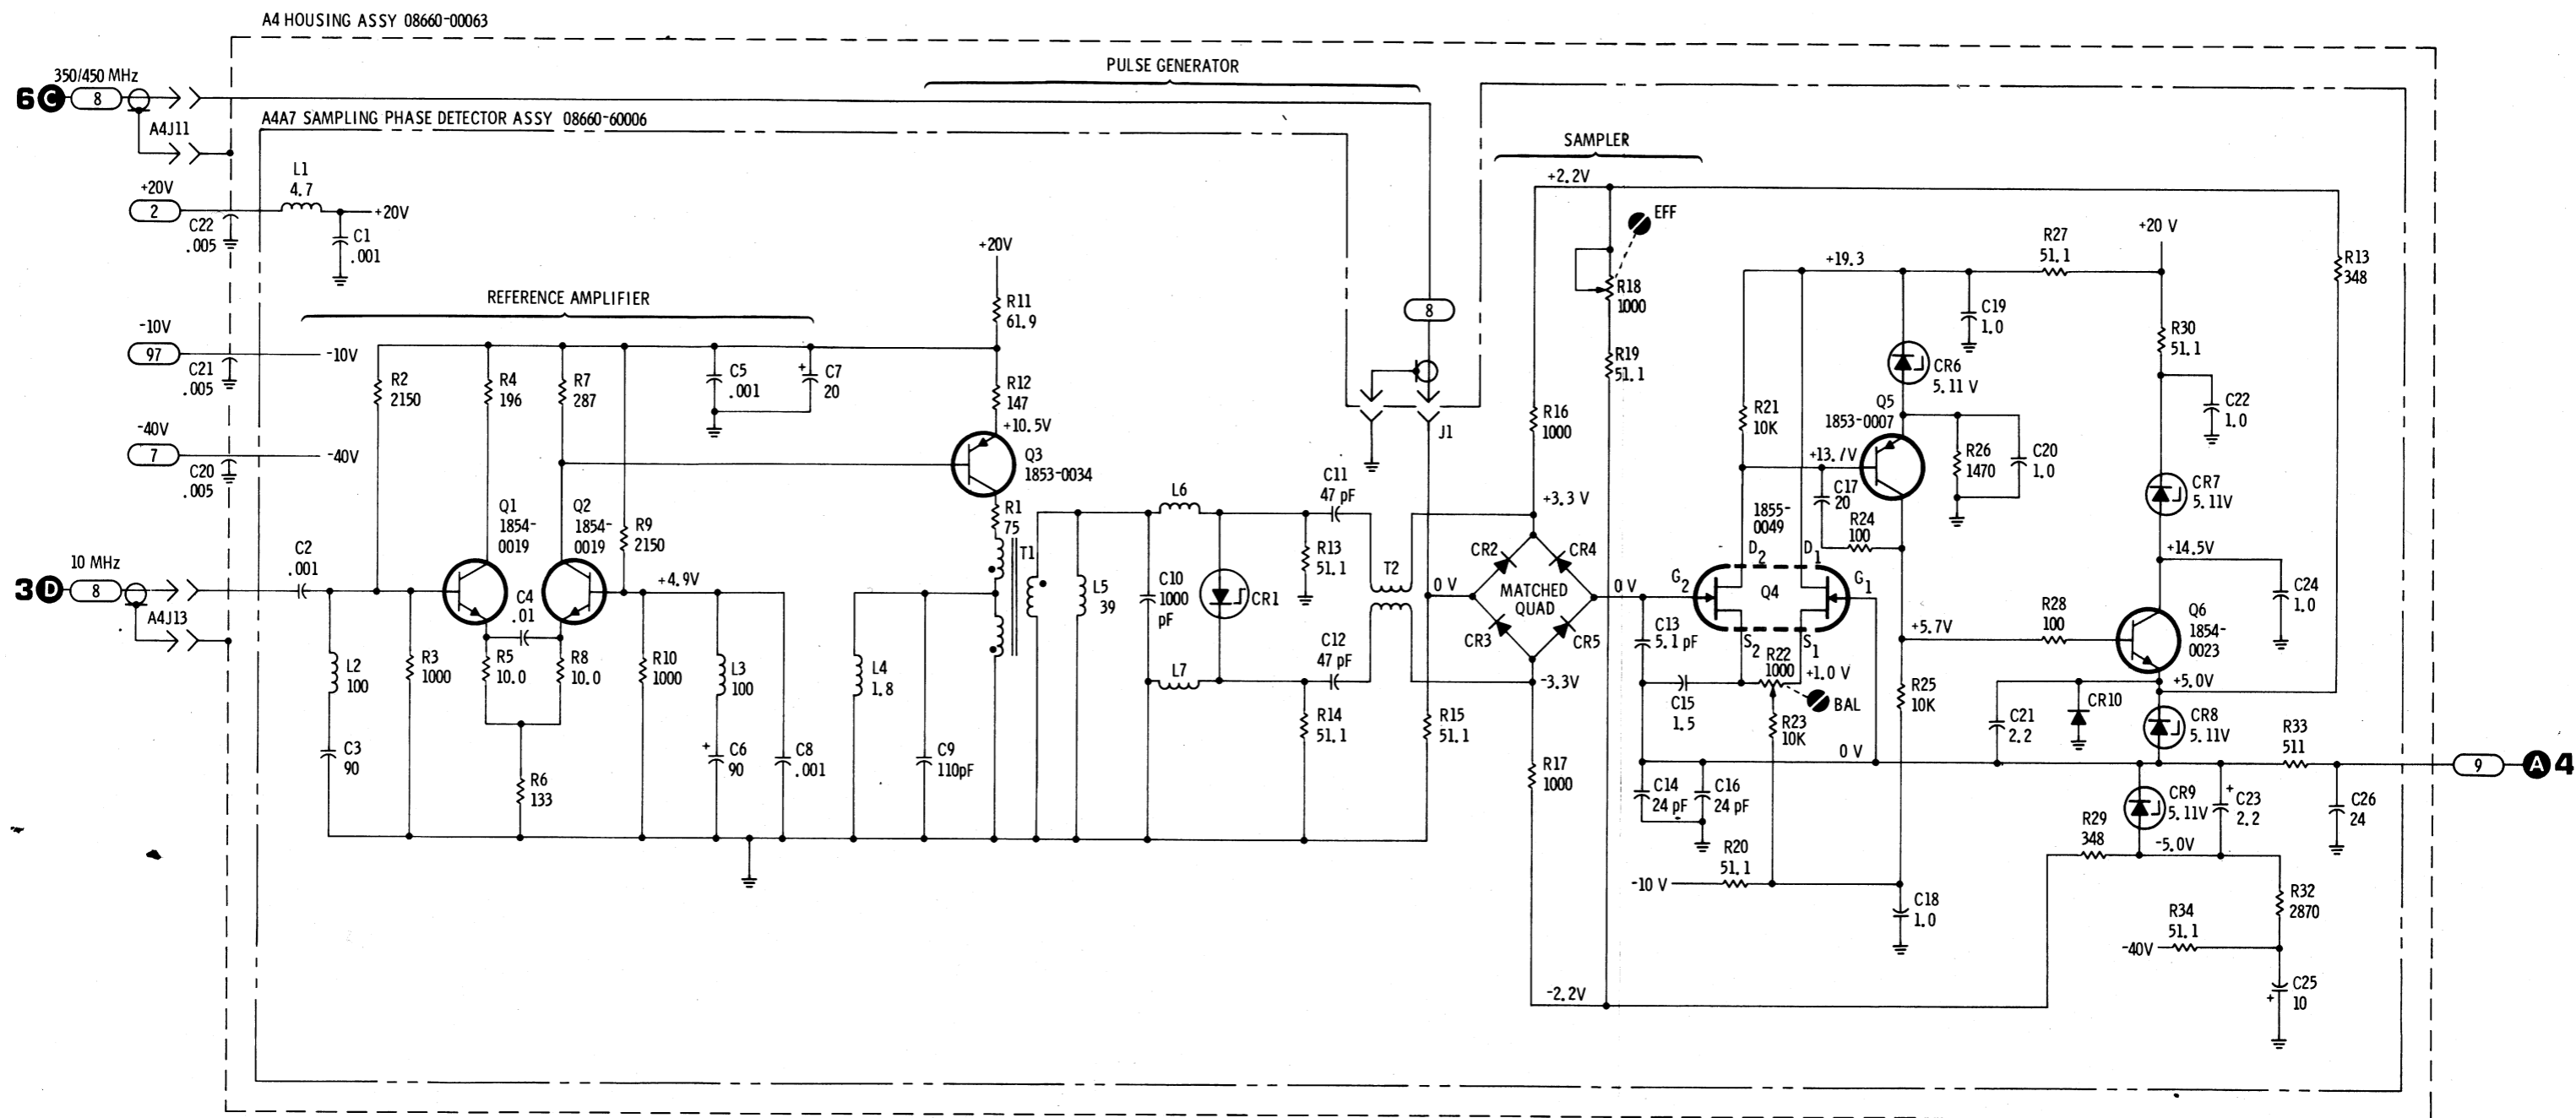 A4 HOUSING ASSY 08660-00063
350/450 MHz
6 C 8
A4J11
PULSE GENERATOR
A4A7 SAMPLING PHASE DETECTOR ASSY 08660-60006
SAMPLER
+20V
2
C22
.005
L1
4.7
+20V
C1
.001
-10V
97
C21
.005
-10V
-40V
7
C20
.005
-40V
10 MHz
3 D 8
A4J13
REFERENCE AMPLIFIER
C2
.001
L2
100
C3
90
R2
2150
R3
1000
R4
196
R7
287
Q1
1854-
0019
Q2
1854-
0019
C4
.01
R5
10.0
R8
10.0
R6
133
R9
2150
+4.9V
R10
1000
L3
100
+
C6
90
C8
.001
C5
.001
+
C7
20
+20V
R11
61.9
R12
147
+10.5V
Q3
1853-0034
R1
75
T1
L4
1.8
C9
110pF
L5
39
C10
1000
pF
L6
L7
CR1
R13
51.1
R14
51.1
C11
47 pF
C12
47 pF
T2
8
J1
0 V
R15
51.1
+2.2V
EFF
R18
1000
R19
51.1
R16
1000
+3.3 V
CR2
CR4
MATCHED
QUAD
CR3
CR5
-3.3V
R17
1000
-2.2V
0 V
C13
5.1 pF
C15
1.5
C14
24 pF
C16
24 pF
R20
51.1
-10 V
+19.3
R21
10K
+13.7V
1855-
0049
D2
D1
G2
G1
Q4
S2
S1
R22
1000
+1.0 V
BAL
R23
10K
0 V
C17
20
R24
100
Q5
1853-0007
CR6
5.11 V
C19
1.0
R26
1470
C20
1.0
R27
51.1
+5.7V
R25
10K
C18
1.0
R28
100
+20 V
R30
51.1
C22
1.0
CR7
5.11V
+14.5V
C24
1.0
Q6
1854-
0023
+5.0V
R13
348
C21
2.2
CR10
CR8
5.11V
R33
511
9
A 4
CR9
5.11V
+
C23
2.2
C26
24
R29
348
-5.0V
R32
2870
R34
51.1
-40V
+
C25
10